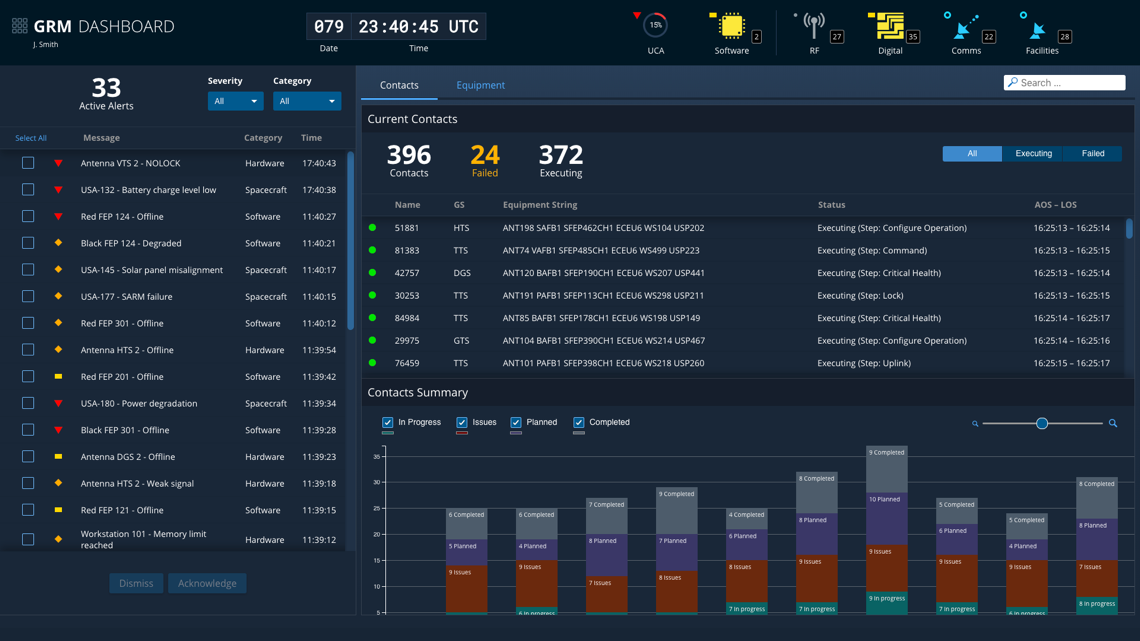 GRM DASHBOARD
J. Smith
079 23:40:45 UTC
Date Time
15%
UCA
2
Software
27
RF
35
Digital
22
Comms
28
Facilities
33
Active Alerts
Severity Category
All All
Select All Message Category Time
Antenna VTS 2 - NOLOCK Hardware 17:40:43
USA-132 - Battery charge level low Spacecraft 17:40:38
Red FEP 124 - Offline Software 11:40:27
Black FEP 124 - Degraded Software 11:40:21
USA-145 - Solar panel misalignment Spacecraft 11:40:17
USA-177 - SARM failure Spacecraft 11:40:15
Red FEP 301 - Offline Software 11:40:12
Antenna HTS 2 - Offline Hardware 11:39:54
Red FEP 201 - Offline Software 11:39:42
USA-180 - Power degradation Spacecraft 11:39:34
Black FEP 301 - Offline Software 11:39:28
Antenna DGS 2 - Offline Hardware 11:39:23
Antenna HTS 2 - Weak signal Hardware 11:39:18
Red FEP 121 - Offline Software 11:39:15
Workstation 101 - Memory limit reached Hardware 11:39:12
Dismiss Acknowledge
Contacts Equipment
Search ...
Current Contacts
396 24 372
Contacts Failed Executing
All Executing Failed
Name GS Equipment String Status AOS – LOS
51881 HTS ANT198 SAFB1 SFEP462CH1 ECEU6 WS104 USP202 Executing (Step: Configure Operation) 16:25:13 – 16:25:14
81383 TTS ANT74 VAFB1 SFEP485CH1 ECEU6 WS499 USP223 Executing (Step: Command) 16:25:13 – 16:25:15
42757 DGS ANT120 BAFB1 SFEP190CH1 ECEU6 WS207 USP441 Executing (Step: Critical Health) 16:25:13 – 16:25:14
30253 TTS ANT191 PAFB1 SFEP113CH1 ECEU6 WS298 USP211 Executing (Step: Lock) 16:25:13 – 16:25:15
84984 TTS ANT85 BAFB1 SFEP178CH1 ECEU6 WS198 USP149 Executing (Step: Critical Health) 16:25:14 – 16:25:17
29975 GTS ANT104 BAFB1 SFEP390CH1 ECEU6 WS214 USP467 Executing (Step: Configure Operation) 16:25:14 – 16:25:16
76459 TTS ANT101 PAFB1 SFEP398CH1 ECEU6 WS218 USP260 Executing (Step: Uplink) 16:25:15 – 16:25:17
Contacts Summary
In Progress Issues Planned Completed
35
30
25
20
15
10
5
6 Completed
5 Planned
9 Issues
6 Completed
4 Planned
9 Issues
6 In progress
7 Completed
8 Planned
7 Issues
9 Completed
7 Planned
8 Issues
4 Completed
6 Planned
8 Issues
7 In progress
8 Completed
8 Planned
9 Issues
7 In progress
9 Completed
10 Planned
9 Issues
9 In progress
5 Completed
6 Planned
9 Issues
7 In progress
5 Completed
4 Planned
9 Issues
6 In progress
8 Completed
8 Planned
7 Issues
8 In progress